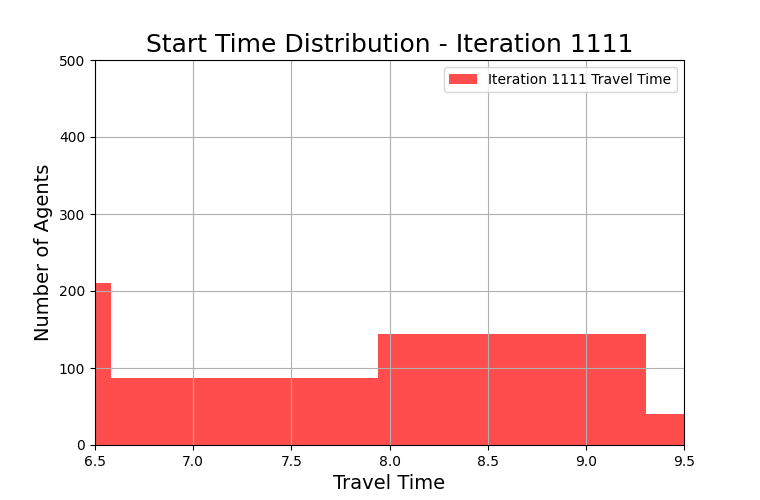 Start Time Distribution - Iteration 1111
Iteration 1111 Travel Time
Number of Agents
500
400
300
200
100
0
6.5 7.0 7.5 8.0 8.5 9.0 9.5
Travel Time